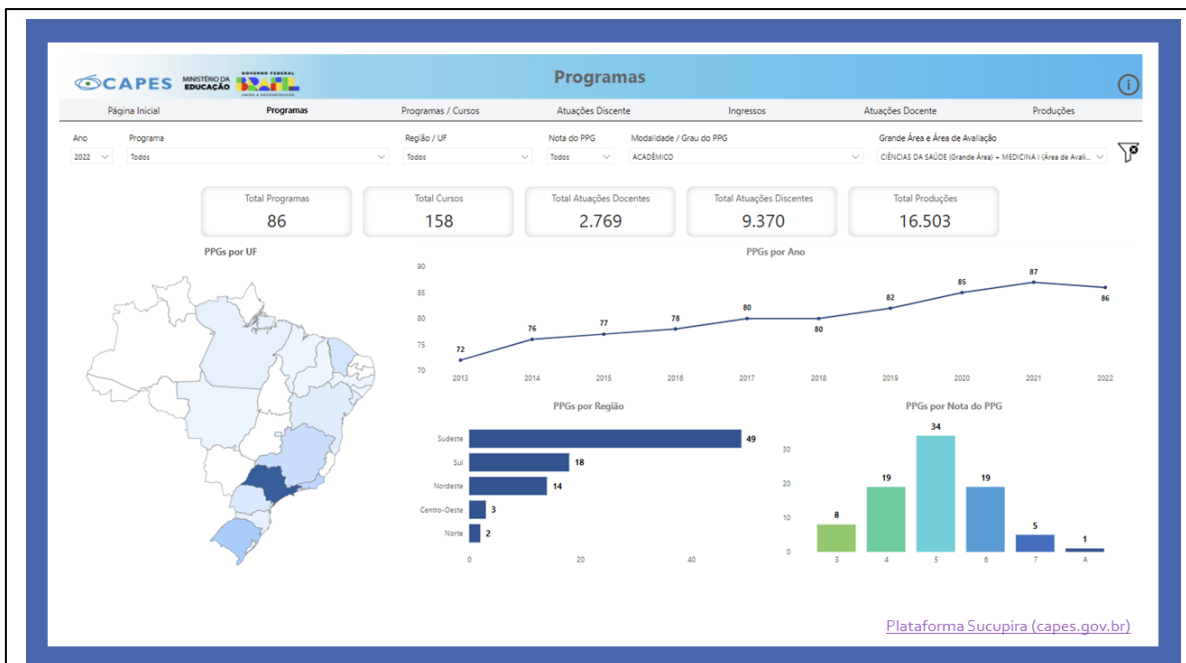 CAPES
MINISTÉRIO DA
EDUCAÇÃO
GOVERNO FEDERAL
BRASIL
UNIÃO E RECONSTRUÇÃO
Programas
i
Página Inicial
Programas
Programas / Cursos
Atuações Discente
Ingressos
Atuações Docente
Produções
Ano
Programa
Região / UF
Nota do PPG
Modalidade / Grau do PPG
Grande Área e Área de Avaliação
2022
Todos
Todos
Todos
ACADÊMICO
CIÊNCIAS DA SAÚDE (Grande Área) + MEDICINA I (Área de Avali...
Total Programas
86
Total Cursos
158
Total Atuações Docentes
2.769
Total Atuações Discentes
9.370
Total Produções
16.503
PPGs por UF
PPGs por Ano
90
85
80
75
70
72
76
77
78
80
80
82
85
87
86
2013
2014
2015
2016
2017
2018
2019
2020
2021
2022
PPGs por Região
Sudeste
49
Sul
18
Nordeste
14
Centro-Oeste
3
Norte
2
0
20
40
PPGs por Nota do PPG
30
20
10
0
8
19
34
19
5
1
3
4
5
6
7
A
Plataforma Sucupira (capes.gov.br)